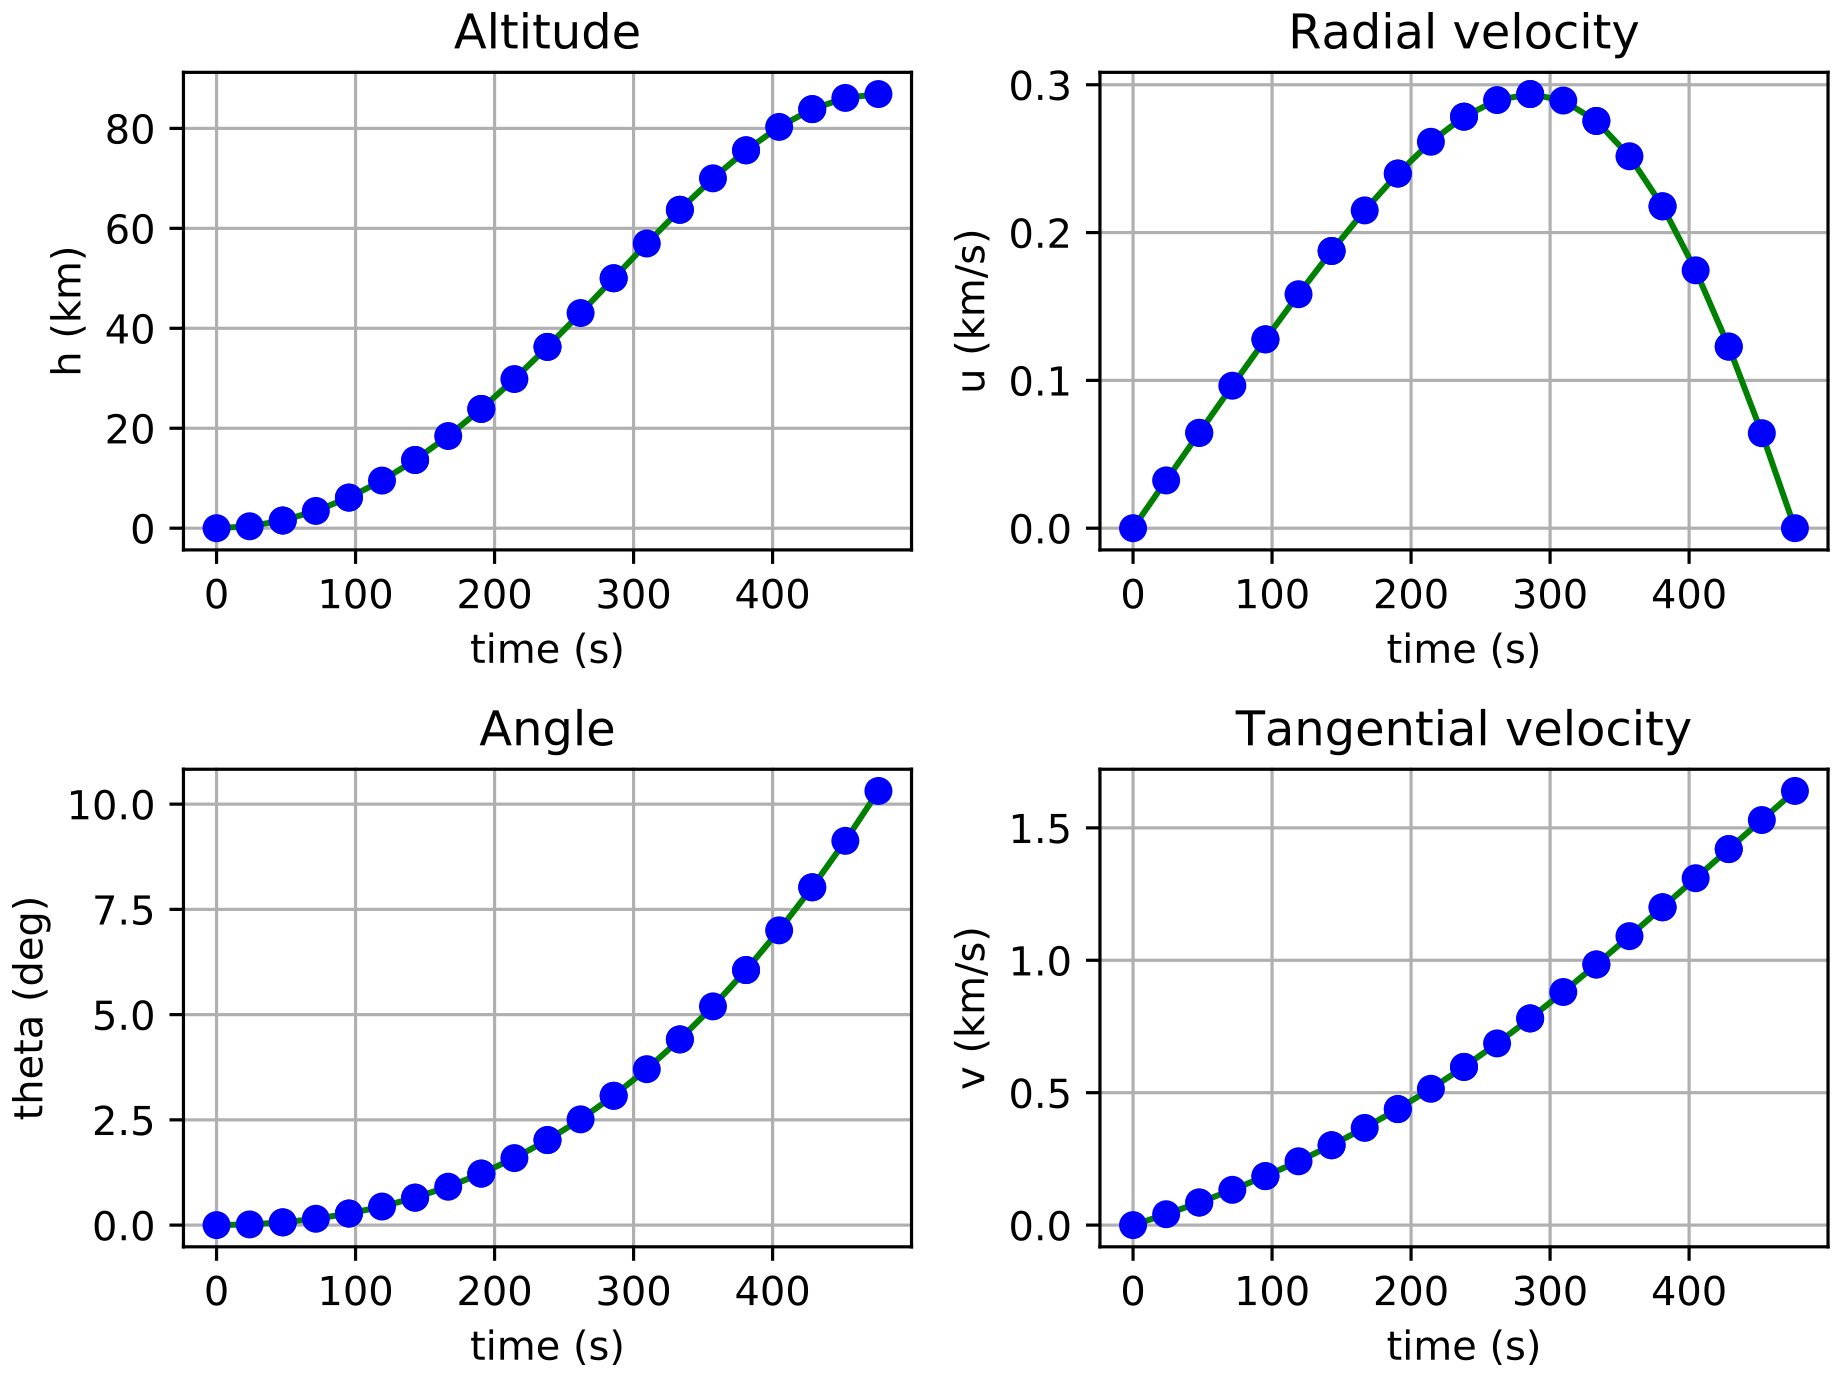 Altitude
80
60
40
20
0
h (km)
0 100 200 300 400
time (s)
Radial velocity
0.3
0.2
0.1
0.0
u (km/s)
0 100 200 300 400
time (s)
Angle
10.0
7.5
5.0
2.5
0.0
theta (deg)
0 100 200 300 400
time (s)
Tangential velocity
1.5
1.0
0.5
0.0
v (km/s)
0 100 200 300 400
time (s)